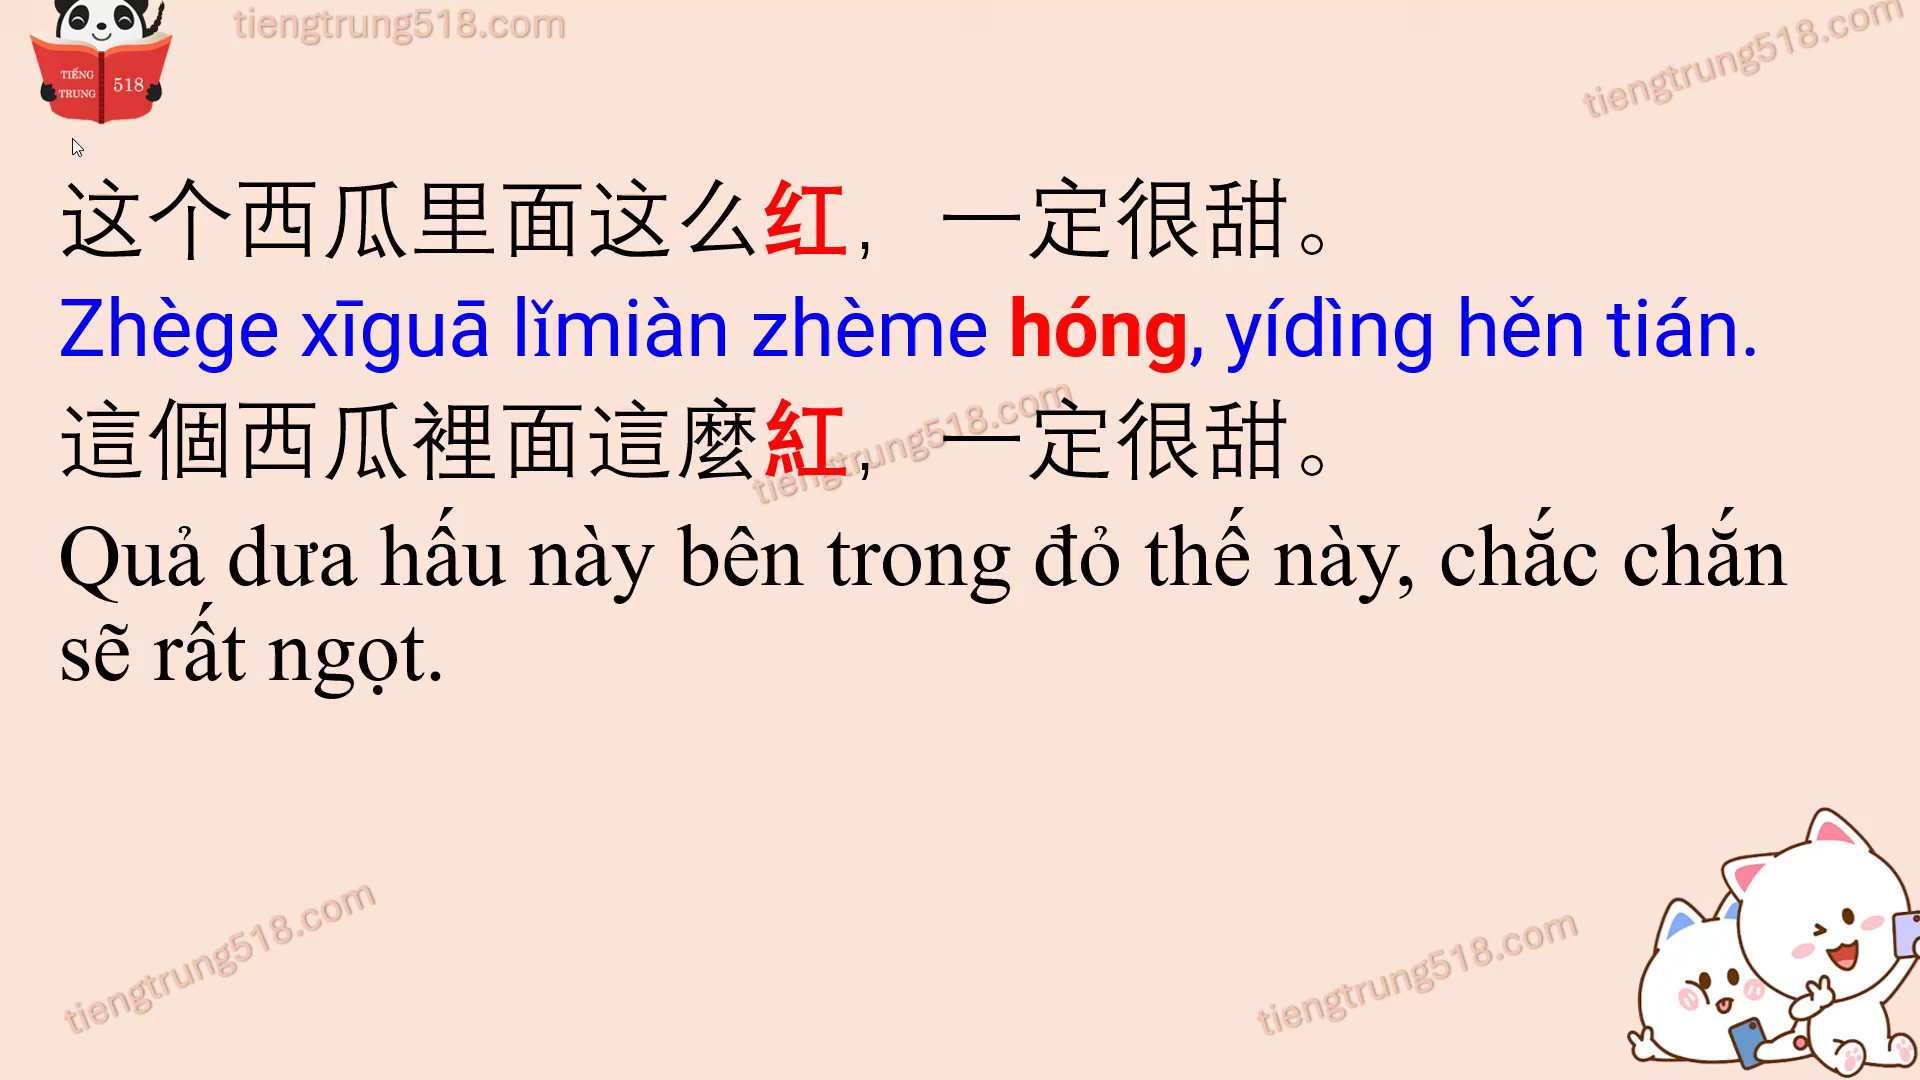 tiengtrung518.com
tiengtrung518.com
TIẾNG
TRUNG
518
这个西瓜里面这么红，一定很甜。
Zhège xīguā lǐmiàn zhème hóng, yídìng hěn tián.
這個西瓜裡面這麼紅，一定很甜。
tiengtrung518.com
Quả dưa hấu này bên trong đỏ thế này, chắc chắn
sẽ rất ngọt.
tiengtrung518.com
tiengtrung518.com